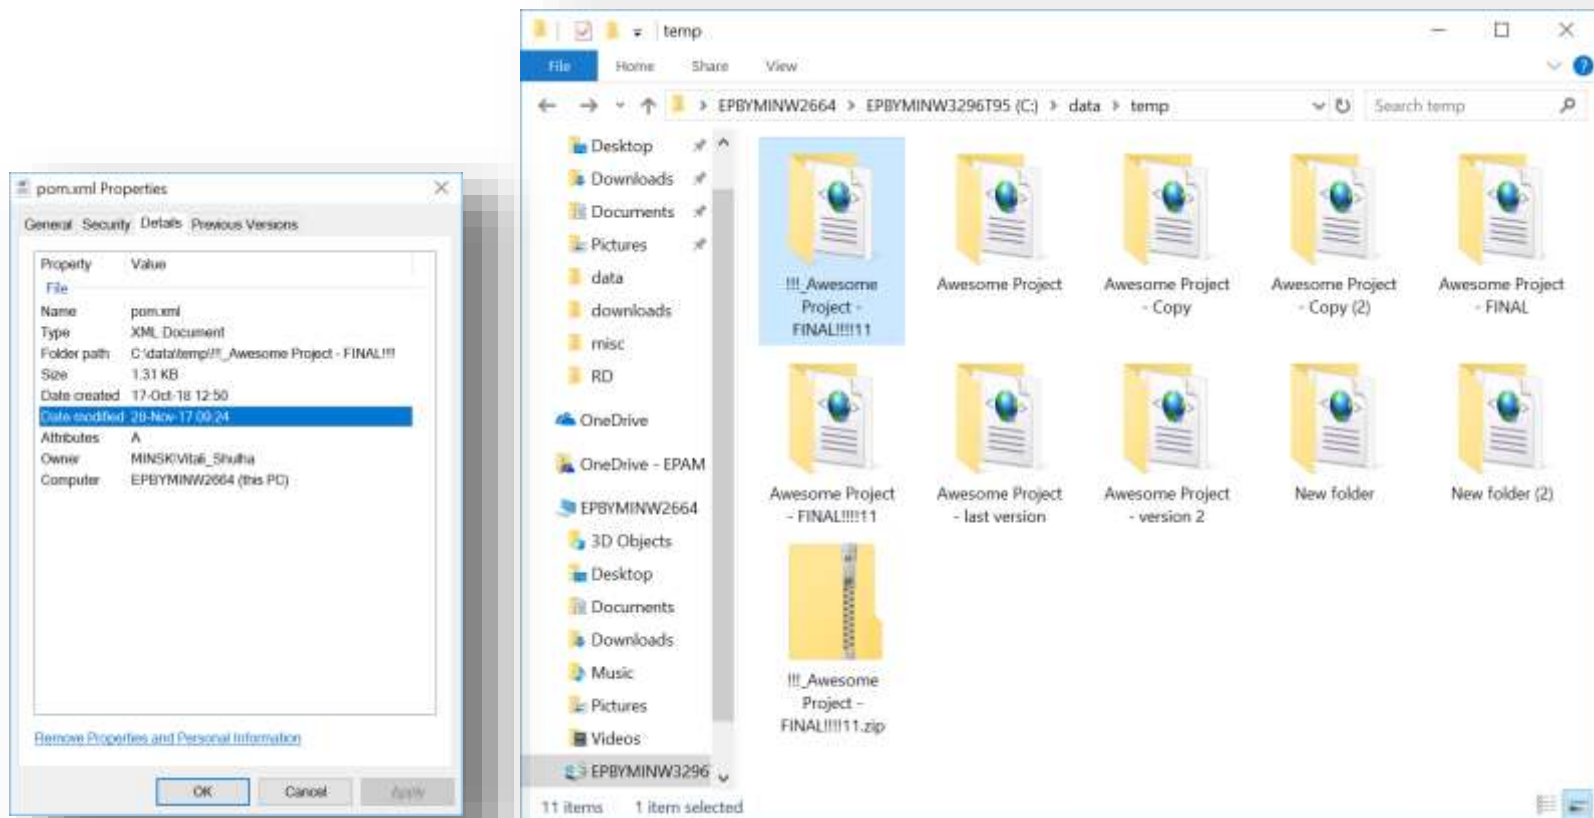 pom.xml Properties
General Security Details Previous Versions
Property Value
File
Name pom.xml
Type XML Document
Folder path C:\data\temp\!!!_Awesome Project - FINAL!!!!
Size 1.31 KB
Date created 17-Oct-18 12:50
Date modified 28-Nov-17 09:24
Attributes A
Owner MINSK\Vitali_Shulha
Computer EPBYMINW2664 (this PC)
Remove Properties and Personal Information
OK Cancel Apply
temp
File Home Share View
EPBYMINW2664 > EPBYMINW3296T95 (C:) > data > temp
Search temp
Desktop
Downloads
Documents
Pictures
data
downloads
misc
RD
OneDrive
OneDrive - EPAM
EPBYMINW2664
3D Objects
Desktop
Documents
Downloads
Music
Pictures
Videos
EPBYMINW3296
!!!_Awesome
Project -
FINAL!!!!11
Awesome Project
Awesome Project
- Copy
Awesome Project
- Copy (2)
Awesome Project
- FINAL
Awesome Project
- FINAL!!!!11
Awesome Project
- last version
Awesome Project
- version 2
New folder
New folder (2)
!!!_Awesome
Project -
FINAL!!!!11.zip
11 items 1 item selected